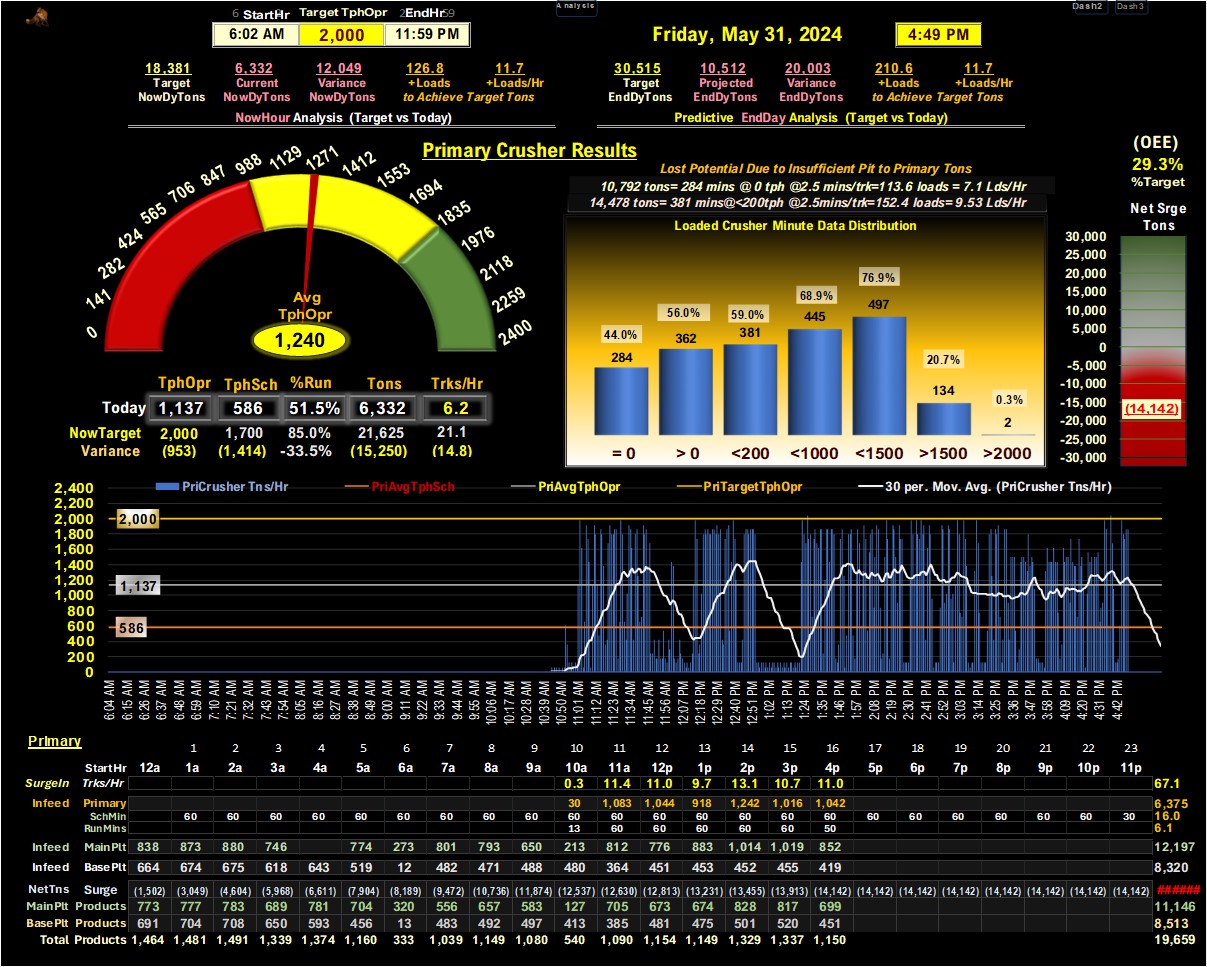 Analysis Dash2 Dash3
6 StartHr Target TphOpr 2EndHr59
6:02 AM 2,000 11:59 PM Friday, May 31, 2024 4:49 PM
18,381 6,332 12,049 126.8 11.7 30,515 10,512 20,003 210.6 11.7
Target Current Variance +Loads +Loads/Hr Target Projected Variance +Loads +Loads/Hr
NowDyTons NowDyTons NowDyTons to Achieve Target Tons EndDyTons EndDyTons EndDyTons to Achieve Target Tons
NowHour Analysis (Target vs Today) Predictive EndDay Analysis (Target vs Today)
Primary Crusher Results
(OEE)
29.3%
%Target
Net Srge
Tons
Lost Potential Due to Insufficient Pit to Primary Tons
10,792 tons= 284 mins @ 0 tph @2.5 mins/trk=113.6 loads = 7.1 Lds/Hr
14,478 tons= 381 mins@<200tph @2.5mins/trk=152.4 loads= 9.53 Lds/Hr
0 141 282 424 565 706 847 988 1129 1271 1412 1553 1694 1835 1976 2118 2259 2400
Avg
TphOpr
1,240
Loaded Crusher Minute Data Distribution
44.0% 56.0% 59.0% 68.9% 76.9% 20.7% 0.3%
284 362 381 445 497 134 2
= 0 > 0 <200 <1000 <1500 >1500 >2000
30,000
25,000
20,000
15,000
10,000
5,000
0
-5,000
-10,000
-15,000
(14,142)
-20,000
-25,000
-30,000
TphOpr TphSch %Run Tons Trks/Hr
Today 1,137 586 51.5% 6,332 6.2
NowTarget 2,000 1,700 85.0% 21,625 21.1
Variance (953) (1,414) -33.5% (15,250) (14.8)
PriCrusher Tns/Hr PriAvgTphSch PriAvgTphOpr PriTargetTphOpr 30 per. Mov. Avg. (PriCrusher Tns/Hr)
2,400
2,200
2,000 2,000
1,800
1,600
1,400
1,200 1,137
1,000
800
600 586
400
200
0
6:04 AM 6:15 AM 6:26 AM 6:37 AM 6:48 AM 6:59 AM 7:10 AM 7:21 AM 7:32 AM 7:43 AM 7:54 AM 8:05 AM 8:16 AM 8:27 AM 8:38 AM 8:49 AM 9:00 AM 9:11 AM 9:22 AM 9:33 AM 9:44 AM 9:55 AM 10:06 AM 10:17 AM 10:28 AM 10:39 AM 10:50 AM 11:01 AM 11:12 AM 11:23 AM 11:34 AM 11:45 AM 11:56 AM 12:07 PM 12:18 PM 12:29 PM 12:40 PM 12:51 PM 1:02 PM 1:13 PM 1:24 PM 1:35 PM 1:46 PM 1:57 PM 2:08 PM 2:19 PM 2:30 PM 2:41 PM 2:52 PM 3:03 PM 3:14 PM 3:25 PM 3:36 PM 3:47 PM 3:58 PM 4:09 PM 4:20 PM 4:31 PM 4:42 PM
Primary 1 2 3 4 5 6 7 8 9 10 11 12 13 14 15 16 17 18 19 20 21 22 23
StartHr 12a 1a 2a 3a 4a 5a 6a 7a 8a 9a 10a 11a 12p 1p 2p 3p 4p 5p 6p 7p 8p 9p 10p 11p
SurgeIn Trks/Hr 0.3 11.4 11.0 9.7 13.1 10.7 11.0 67.1
Infeed Primary 30 1,083 1,044 918 1,242 1,016 1,042 6,375
SchMin 60 60 60 60 60 60 60 60 60 60 60 60 60 60 60 60 60 60 60 60 60 60 30 16.0
RunMins 13 60 60 60 60 60 50 6.1
Infeed MainPlt 838 873 880 746 774 273 801 793 650 213 812 776 883 1,014 1,019 852 12,197
Infeed BasePlt 664 674 675 618 643 519 12 482 471 488 480 364 451 453 452 455 419 8,320
NetTns Surge (1,502) (3,049) (4,604) (5,968) (6,611) (7,904) (8,189) (9,472) (10,736) (11,874) (12,537) (12,630) (12,813) (13,231) (13,455) (13,913) (14,142) (14,142) (14,142) (14,142) (14,142) (14,142) (14,142) (14,142) ######
MainPlt Products 773 777 783 689 781 704 320 556 657 583 127 705 673 674 828 817 699 11,146
BasePlt Products 691 704 708 650 593 456 13 483 492 497 413 385 481 475 501 520 451 8,513
Total Products 1,464 1,481 1,491 1,339 1,374 1,160 333 1,039 1,149 1,080 540 1,090 1,154 1,149 1,329 1,337 1,150 19,659